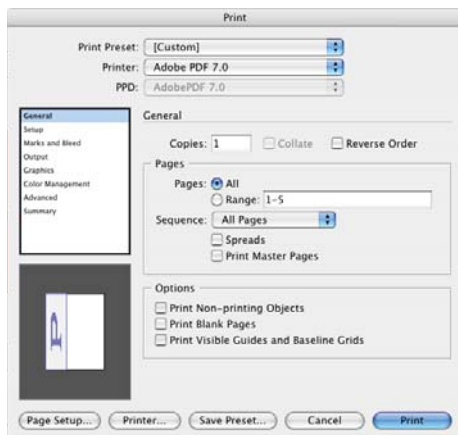 Print
Print Preset: [Custom]
Printer: Adobe PDF 7.0
PPD: AdobePDF 7.0
General
Setup
Marks and Bleed
Output
Graphics
Color Management
Advanced
Summary
General
Copies: 1 Collate Reverse Order
Pages
Pages: All
Range: 1-5
Sequence: All Pages
Spreads
Print Master Pages
Options
Print Non-printing Objects
Print Blank Pages
Print Visible Guides and Baseline Grids
P
Page Setup... Printer... Save Preset... Cancel Print